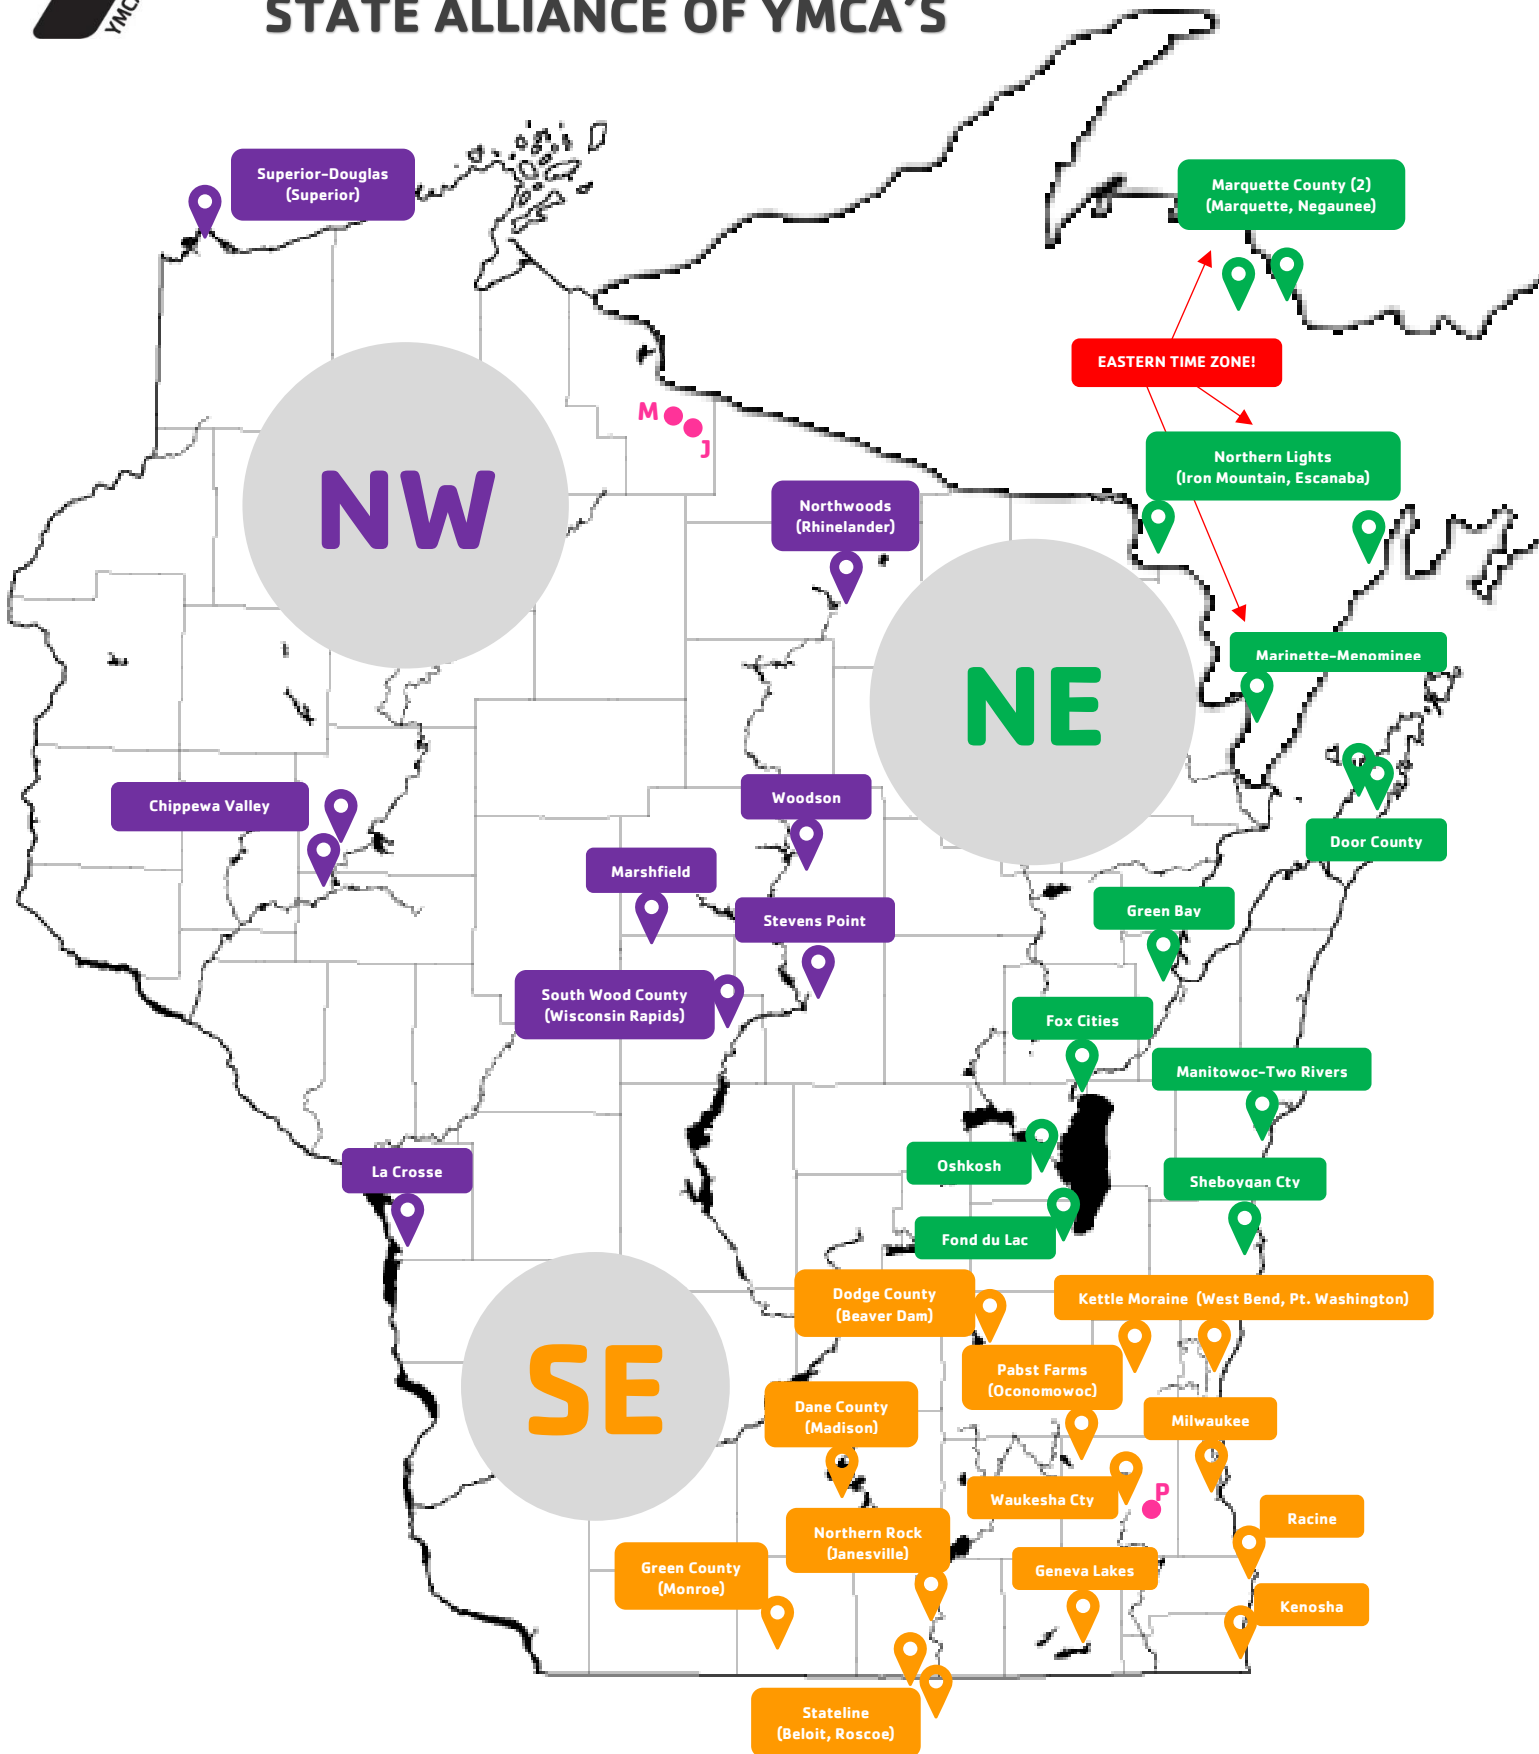 YMCA
STATE ALLIANCE OF YMCA'S
Superior-Douglas
(Superior)
Marquette County (2)
(Marquette, Negaunee)
EASTERN TIME ZONE!
M
J
Northern Lights
(Iron Mountain, Escanaba)
NW
Northwoods
(Rhinelander)
Marinette-Menominee
NE
Chippewa Valley
Woodson
Door County
Marshfield
Green Bay
Stevens Point
South Wood County
(Wisconsin Rapids)
Fox Cities
Manitowoc-Two Rivers
Oshkosh
La Crosse
Sheboygan Cty
Fond du Lac
Dodge County
(Beaver Dam)
Kettle Moraine (West Bend, Pt. Washington)
SE
Pabst Farms
(Oconomowoc)
Dane County
(Madison)
Milwaukee
Waukesha Cty
P
Racine
Northern Rock
(Janesville)
Green County
(Monroe)
Geneva Lakes
Kenosha
Stateline
(Beloit, Roscoe)